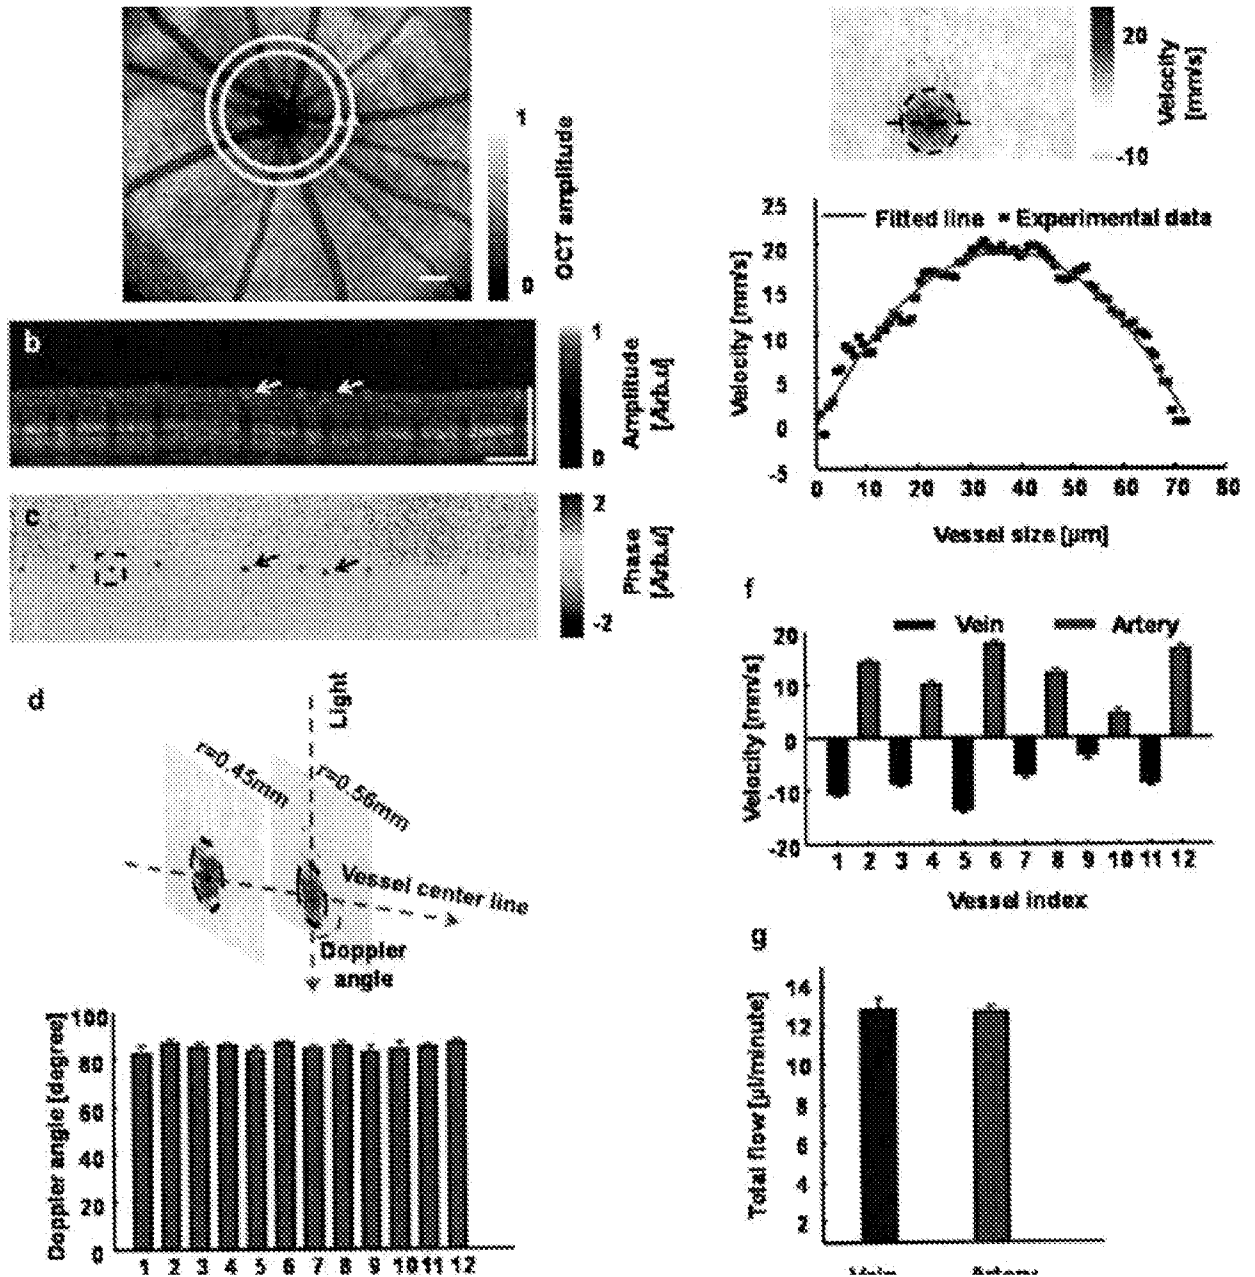 1
OCT amplitude
0
b
1
Amplitude
[Arb.u]
0
c
2
Phase
[Arb.u]
-2
d
Light
r=0.45mm
r=0.56mm
Vessel center line
Doppler
angle
Doppler angle [degree]
100
80
60
40
20
0
1 2 3 4 5 6 7 8 9 10 11 12
20
Velocity
[mm/s]
-10
Fitted line
Experimental data
Velocity [mm/s]
25
20
15
10
5
0
-5
0 10 20 30 40 50 60 70 80
Vessel size [µm]
f
Vein
Artery
Velocity [mm/s]
20
10
0
-10
-20
1 2 3 4 5 6 7 8 9 10 11 12
Vessel index
g
Total flow [µl/minute]
14
12
10
8
6
4
2
Vein
Artery